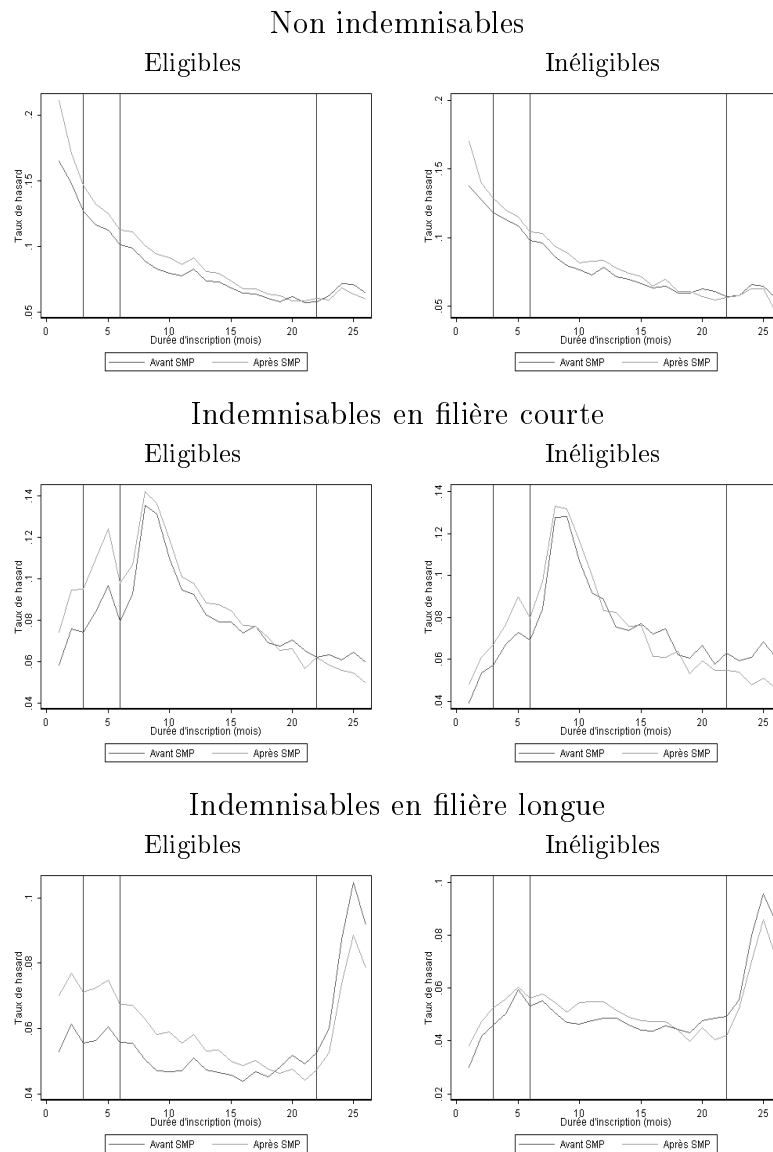 Non indemnisables
Eligibles
Inéligibles
Taux de hasard
.05 .1 .15 .2
0 5 10 15 20 25
Durée d'inscription (mois)
Avant SMP Après SMP
Taux de hasard
.05 .1 .15 .2
0 5 10 15 20 25
Durée d'inscription (mois)
Avant SMP Après SMP
Indemnisables en filière courte
Eligibles
Inéligibles
Taux de hasard
.04 .06 .08 .1 .12 .14
0 5 10 15 20 25
Durée d'inscription (mois)
Avant SMP Après SMP
Taux de hasard
.04 .06 .08 .1 .12 .14
0 5 10 15 20 25
Durée d'inscription (mois)
Avant SMP Après SMP
Indemnisables en filière longue
Eligibles
Inéligibles
Taux de hasard
.04 .06 .08 .1
0 5 10 15 20 25
Durée d'inscription (mois)
Avant SMP Après SMP
Taux de hasard
.02 .04 .06 .08 .1
0 5 10 15 20 25
Durée d'inscription (mois)
Avant SMP Après SMP